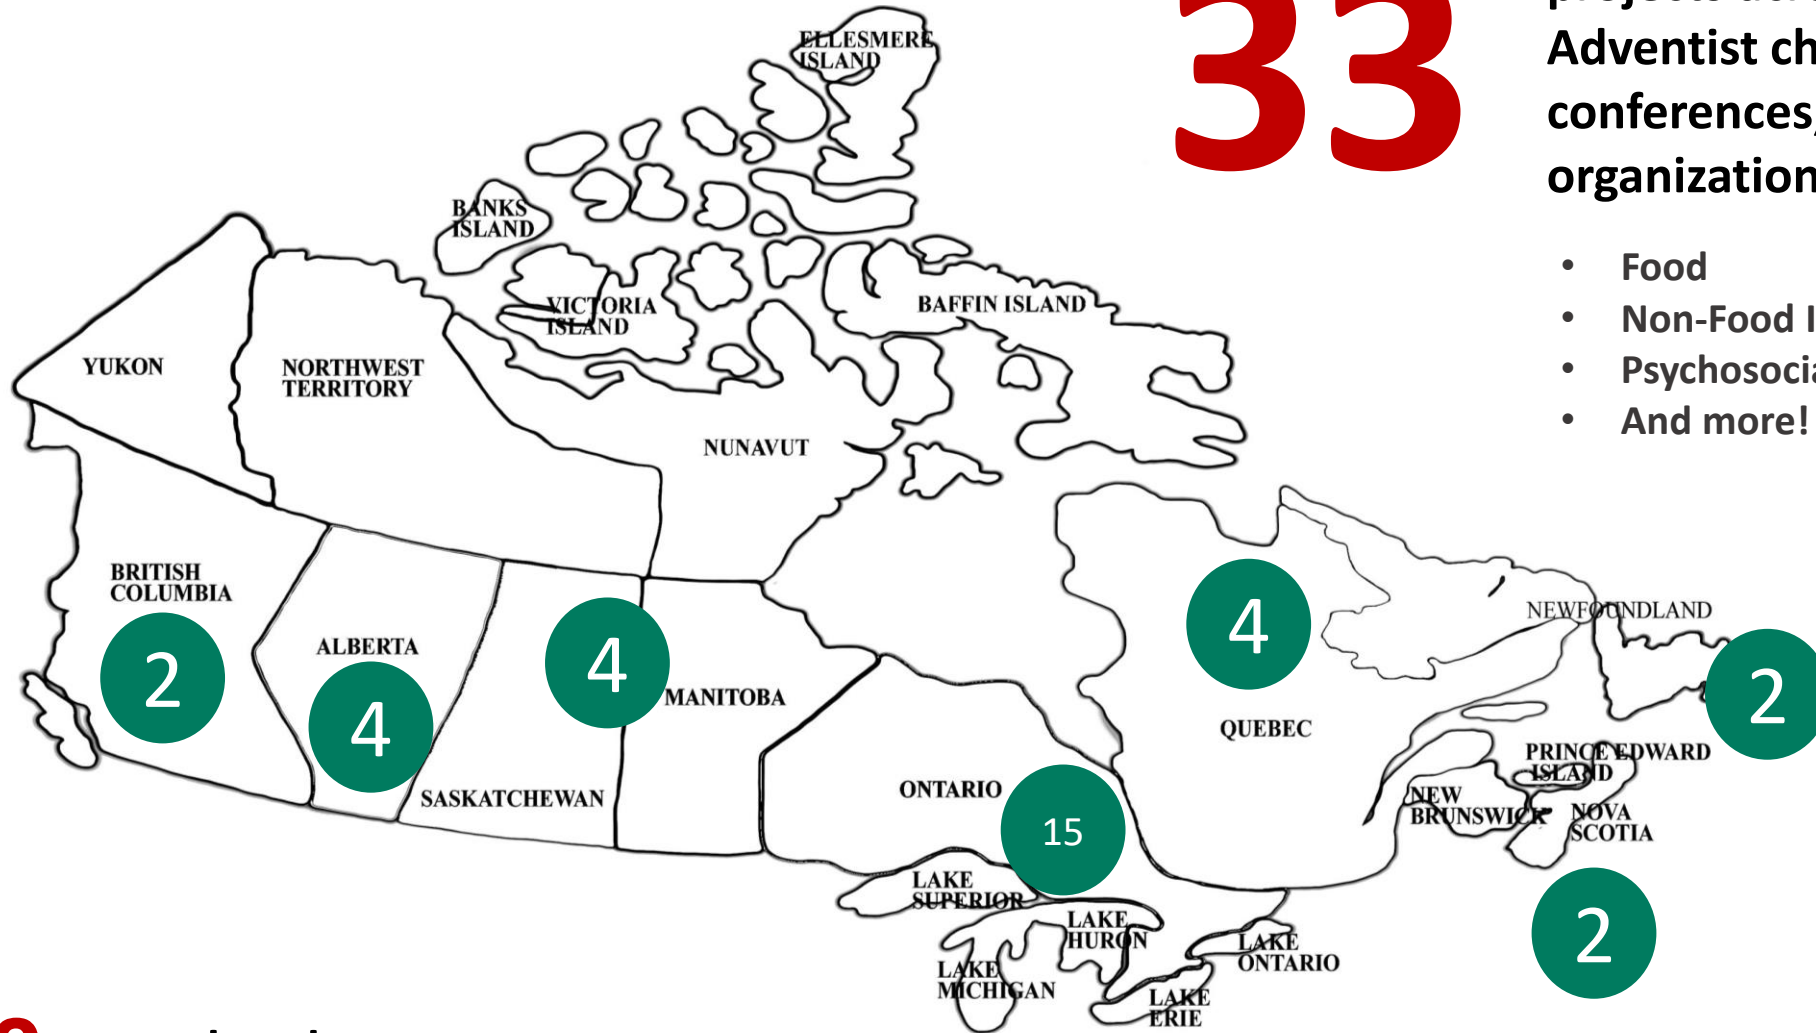 33
projects
Adventist
conferences,
organization
• Food
• Non-Food
•
• And more!
ELLESMERE
ISLAND
BANKS
ISLAND
VICTORIA
ISLAND
BAFFIN ISLAND
YUKON
NORTHWEST
TERRITORY
NUNAVUT
BRITISH
COLUMBIA
2
ALBERTA
4
4
MANITOBA
SASKATCHEWAN
ONTARIO
15
4
QUEBEC
NEWFOUNDLAND
2
PRINCE EDWARD
ISLAND
NEW
BRUNSWICK
NOVA
SCOTIA
2
LAKE
SUPERIOR
LAKE
HURON
LAKE
MICHIGAN
LAKE
ONTARIO
LAKE
ERIE